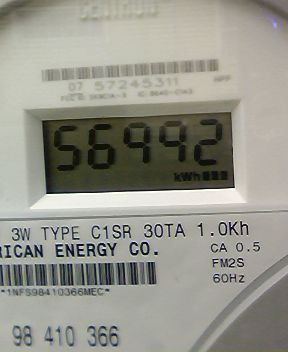 CENTRON
07 57245311
56992
kWh
3W TYPE C1SR 30TA 1.0Kh
RICAN ENERGY CO. CA 0.5
FM2S
*1NFS98410366MEC* 60Hz
98 410 366